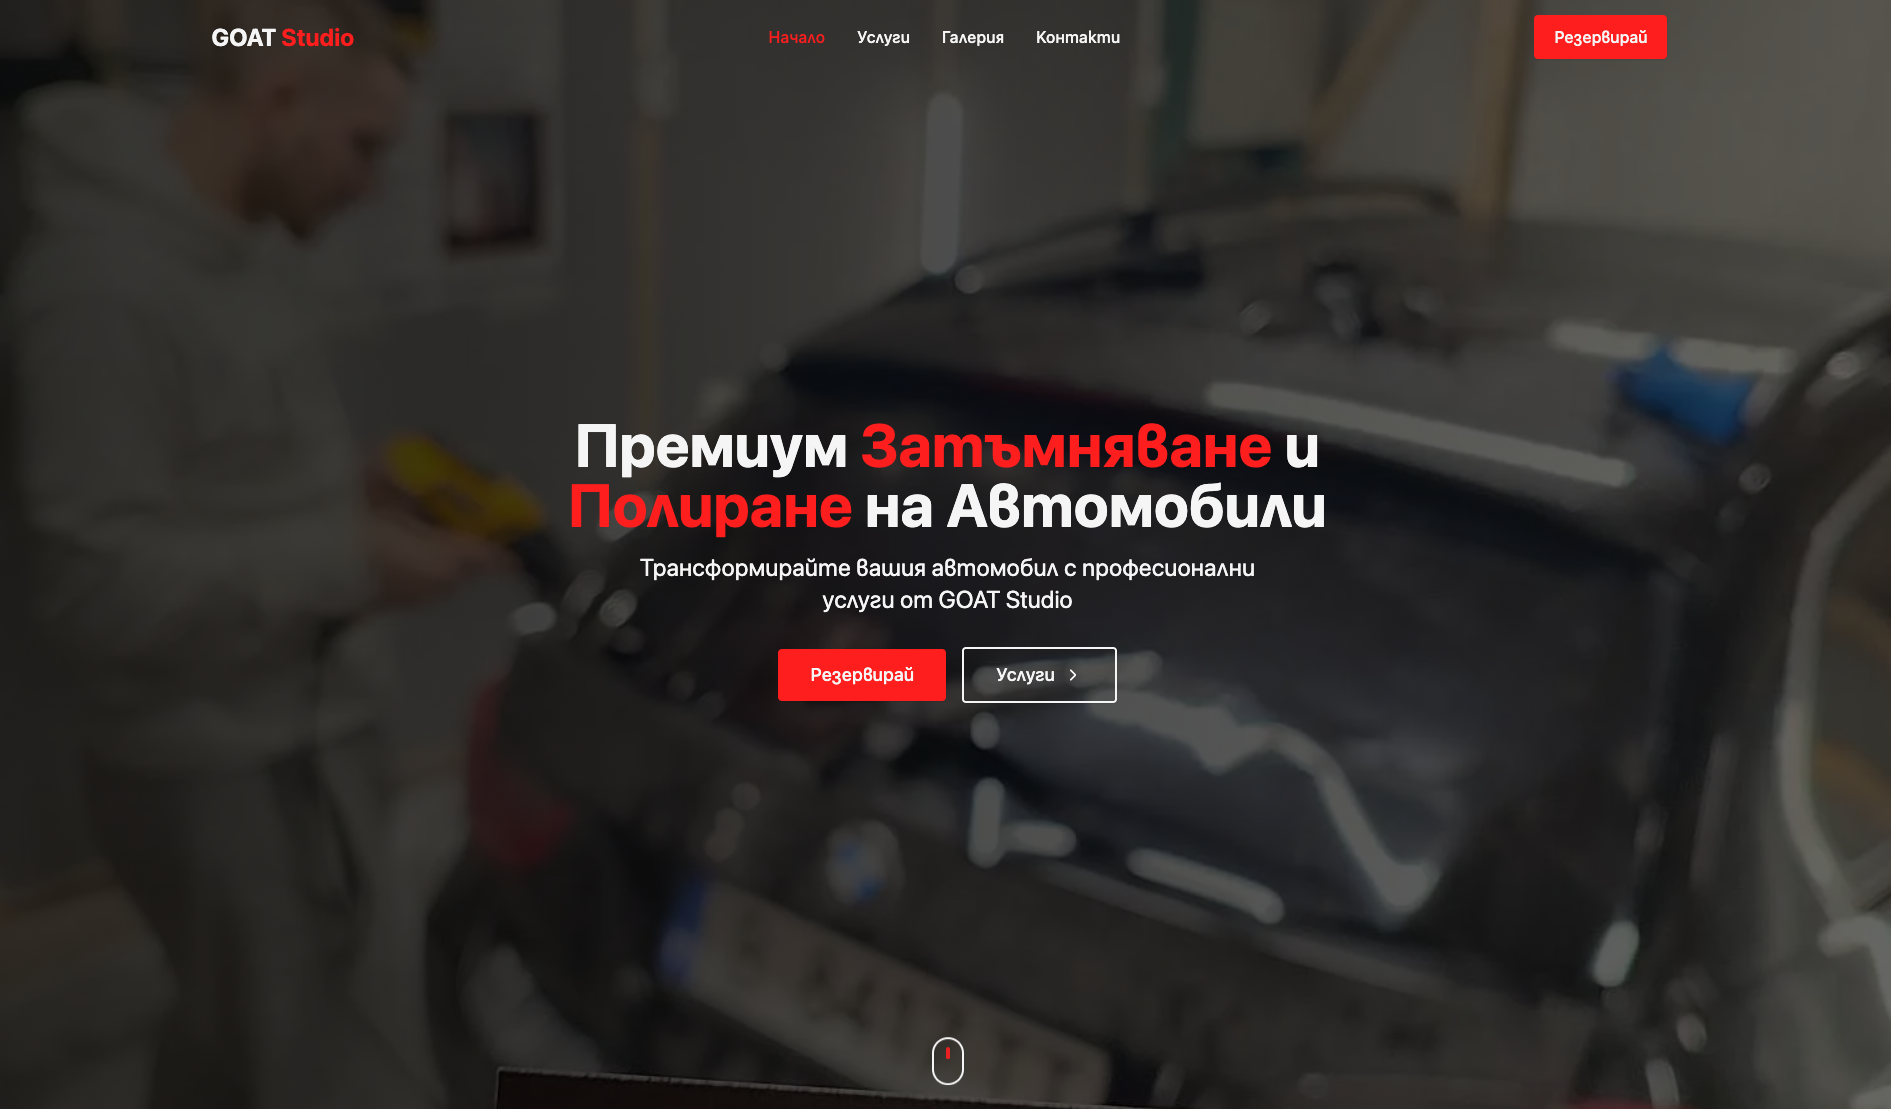 GOAT Studio
Начало
Услуги
Галерия
Контакти
Резервирай
Премиум Затъмняване и
Полиране на Автомобили
Трансформирайте вашия автомобил с професионални
услуги от GOAT Studio
Резервирай
Услуги